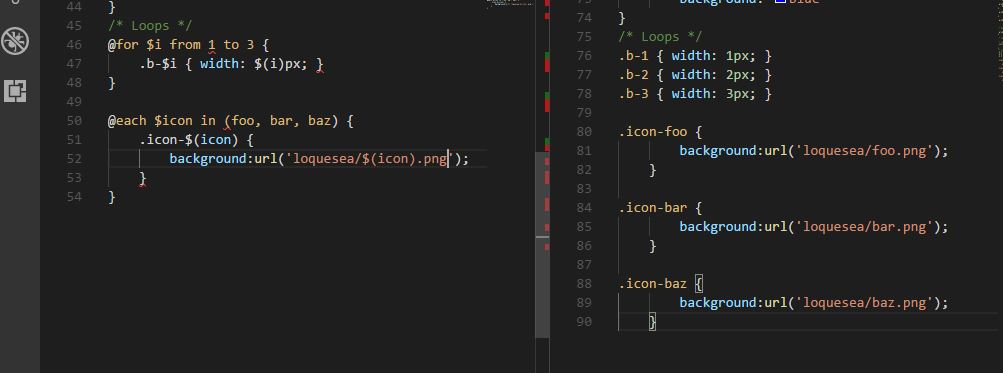 44 }
45 /* Loops */
46 @for $i from 1 to 3 {
47 .b-$i { width: $(i)px; }
48 }
49
50 @each $icon in (foo, bar, baz) {
51 .icon-$(icon) {
52 background:url('loquesea/$(icon).png');
53 }
54 }
73 background: blue
74 }
75 /* Loops */
76 .b-1 { width: 1px; }
77 .b-2 { width: 2px; }
78 .b-3 { width: 3px; }
79
80 .icon-foo {
81 background:url('loquesea/foo.png');
82 }
83
84 .icon-bar {
85 background:url('loquesea/bar.png');
86 }
87
88 .icon-baz {
89 background:url('loquesea/baz.png');
90 }